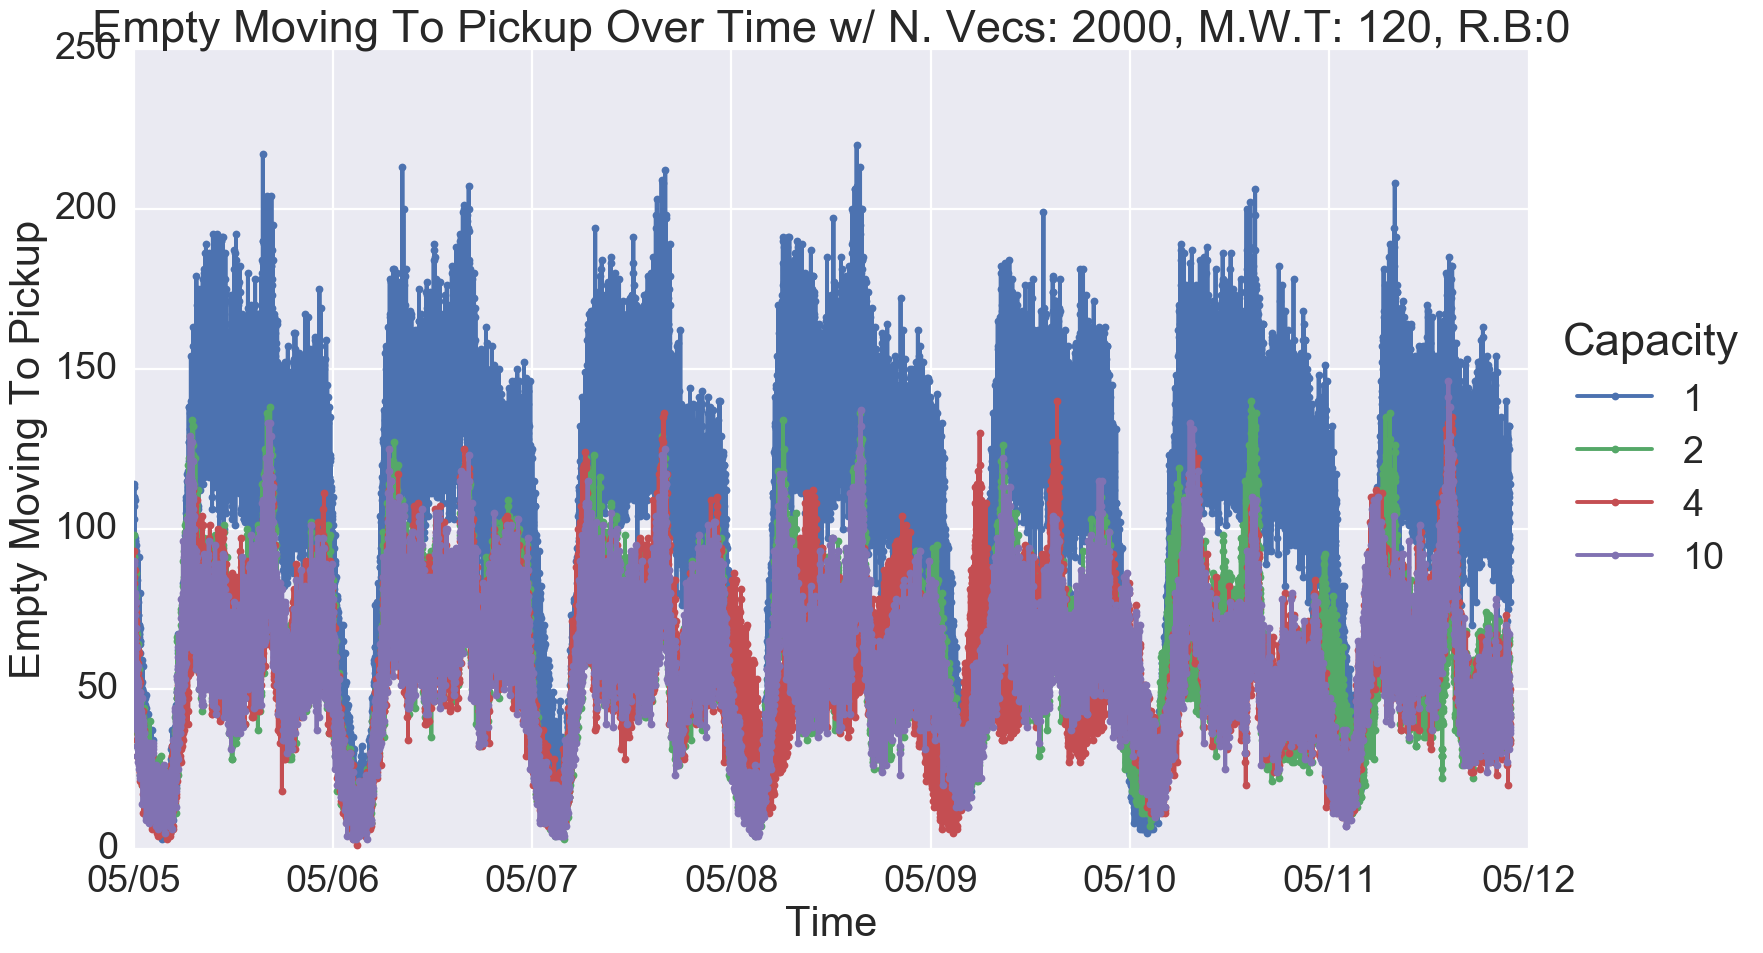 Empty Moving To Pickup Over Time w/ N. Vecs: 2000, M.W.T: 120, R.B:0
250
200
150
100
50
0
Empty Moving To Pickup
05/05 05/06 05/07 05/08 05/09 05/10 05/11 05/12
Time
Capacity
1
2
4
10